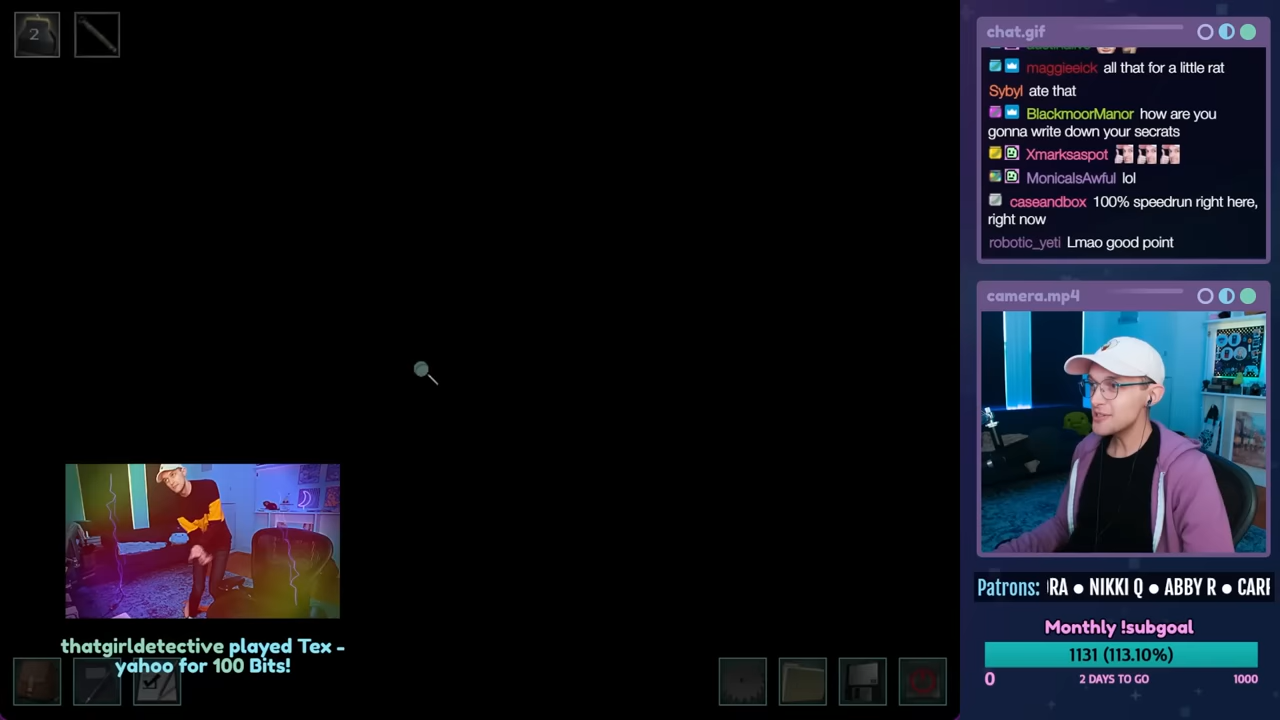 2
chat.gif
maggieeick all that for a little rat
Sybyl ate that
BlackmoorManor how are you
gonna write down your secrats
Xmarksaspot
MonicaIsAwful lol
caseandbox 100% speedrun right here,
right now
robotic_yeti Lmao good point
camera.mp4
thatgirldetective played Tex -
yahoo for 100 Bits!
Patrons: RA ● NIKKI Q ● ABBY R ● CARR
Monthly !subgoal
1131 (113.10%)
0 2 DAYS TO GO 1000